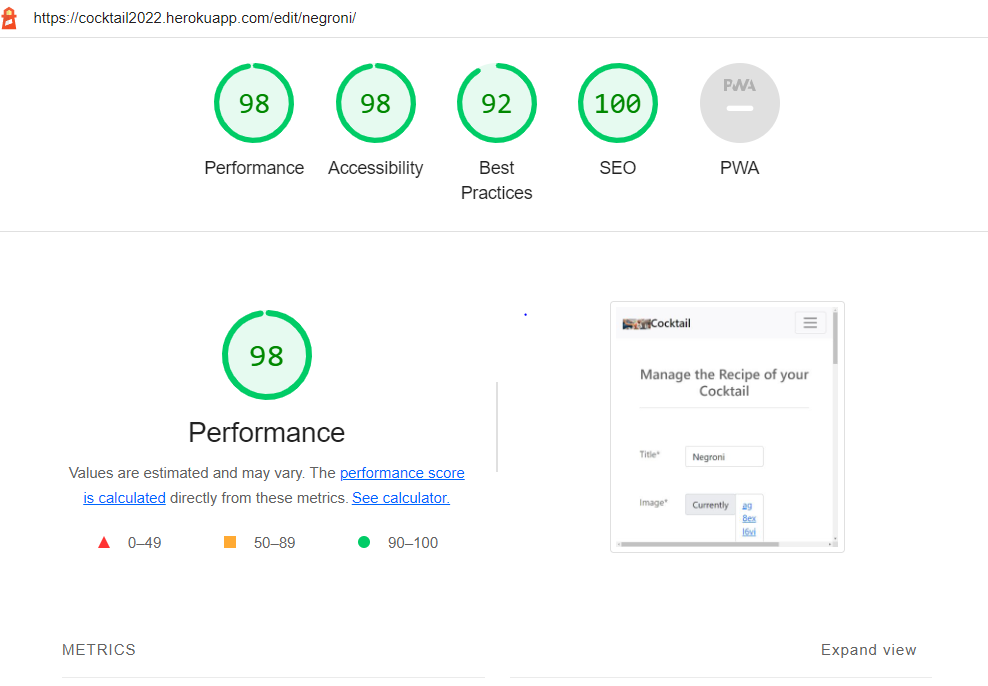 https://cocktail2022.herokuapp.com/edit/negroni/
98
98
92
100
PWA
Performance
Accessibility
Best
Practices
SEO
PWA
98
Performance
Values are estimated and may vary. The performance score
is calculated directly from these metrics. See calculator.
0–49
50–89
90–100
Cocktail
Manage the Recipe of your
Cocktail
Title*
Negroni
Image*
Currently
ag
8ex
l6vi
METRICS
Expand view